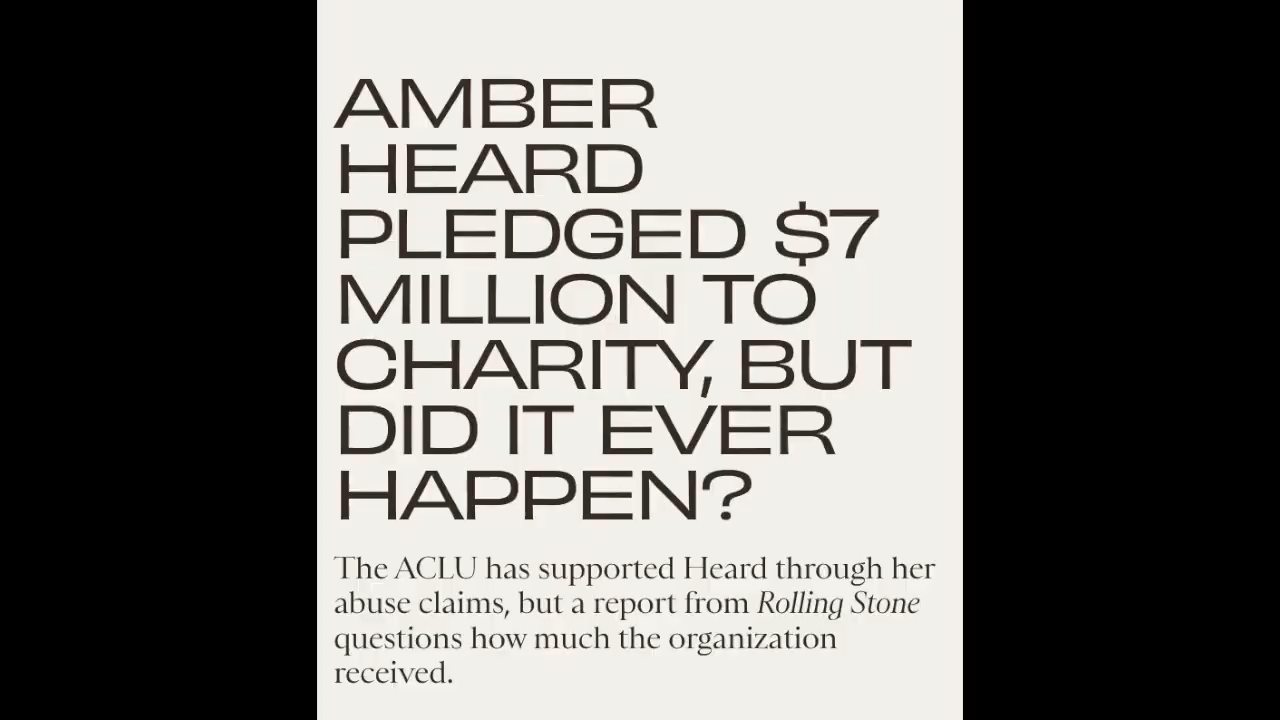 AMBER
HEARD
PLEDGED $7
MILLION TO
CHARITY, BUT
DID IT EVER
HAPPEN?
The ACLU has supported Heard through her
abuse claims, but a report from Rolling Stone
questions how much the organization
received.